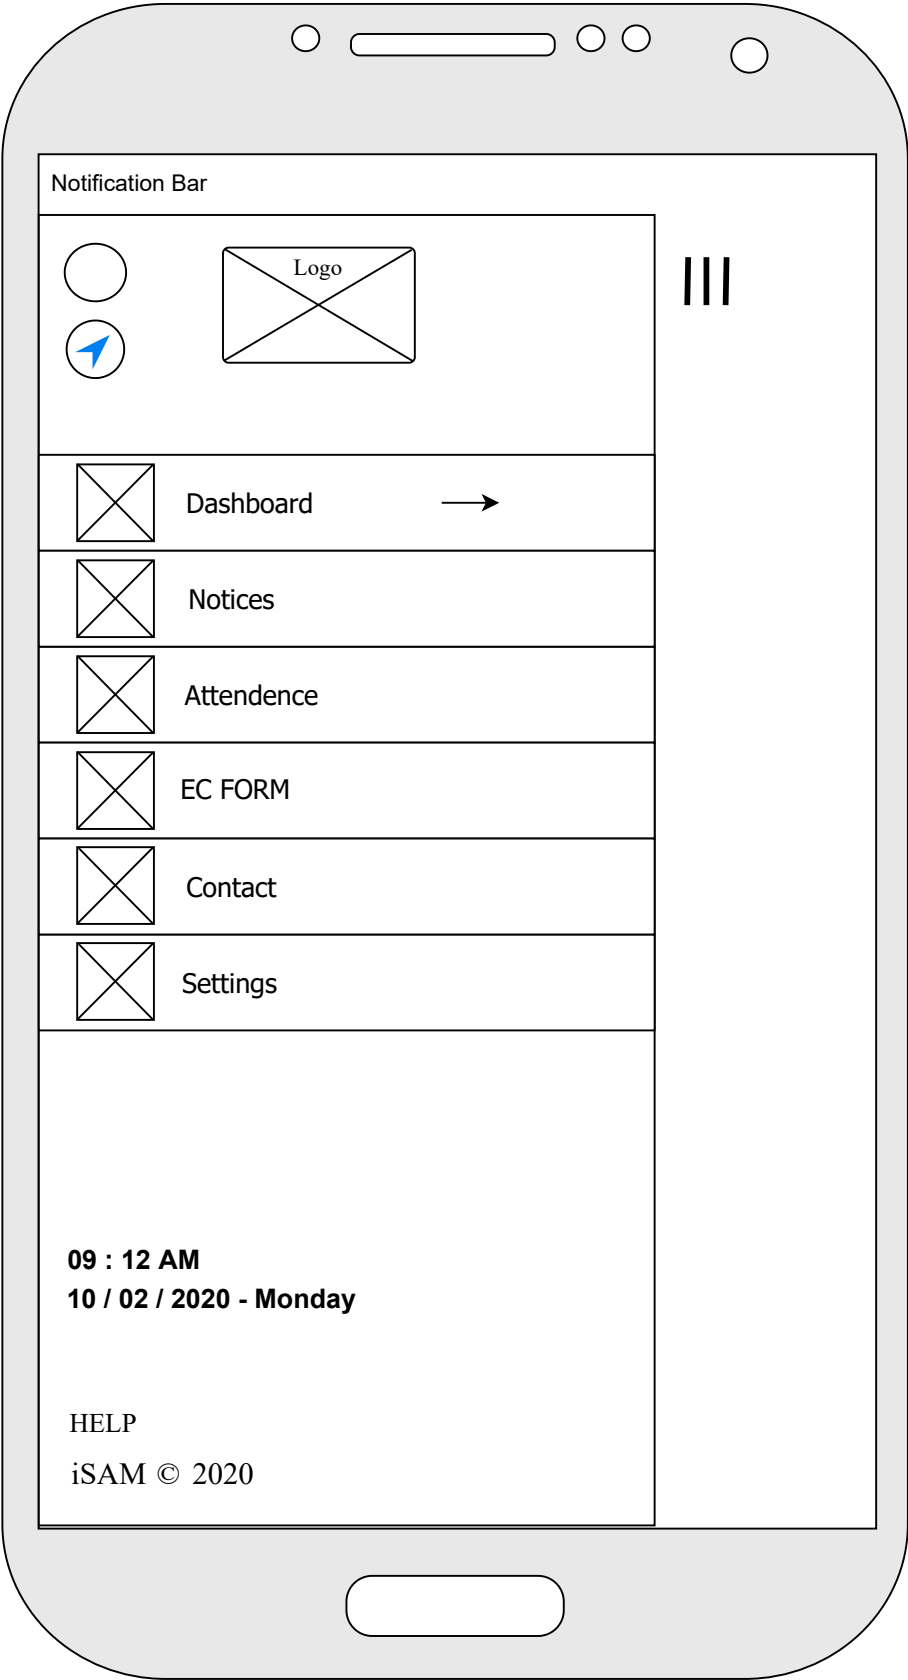 Notification Bar
Logo
Dashboard
Notices
Attendence
EC FORM
Contact
Settings
09 : 12 AM
10 / 02 / 2020 - Monday
HELP
iSAM © 2020